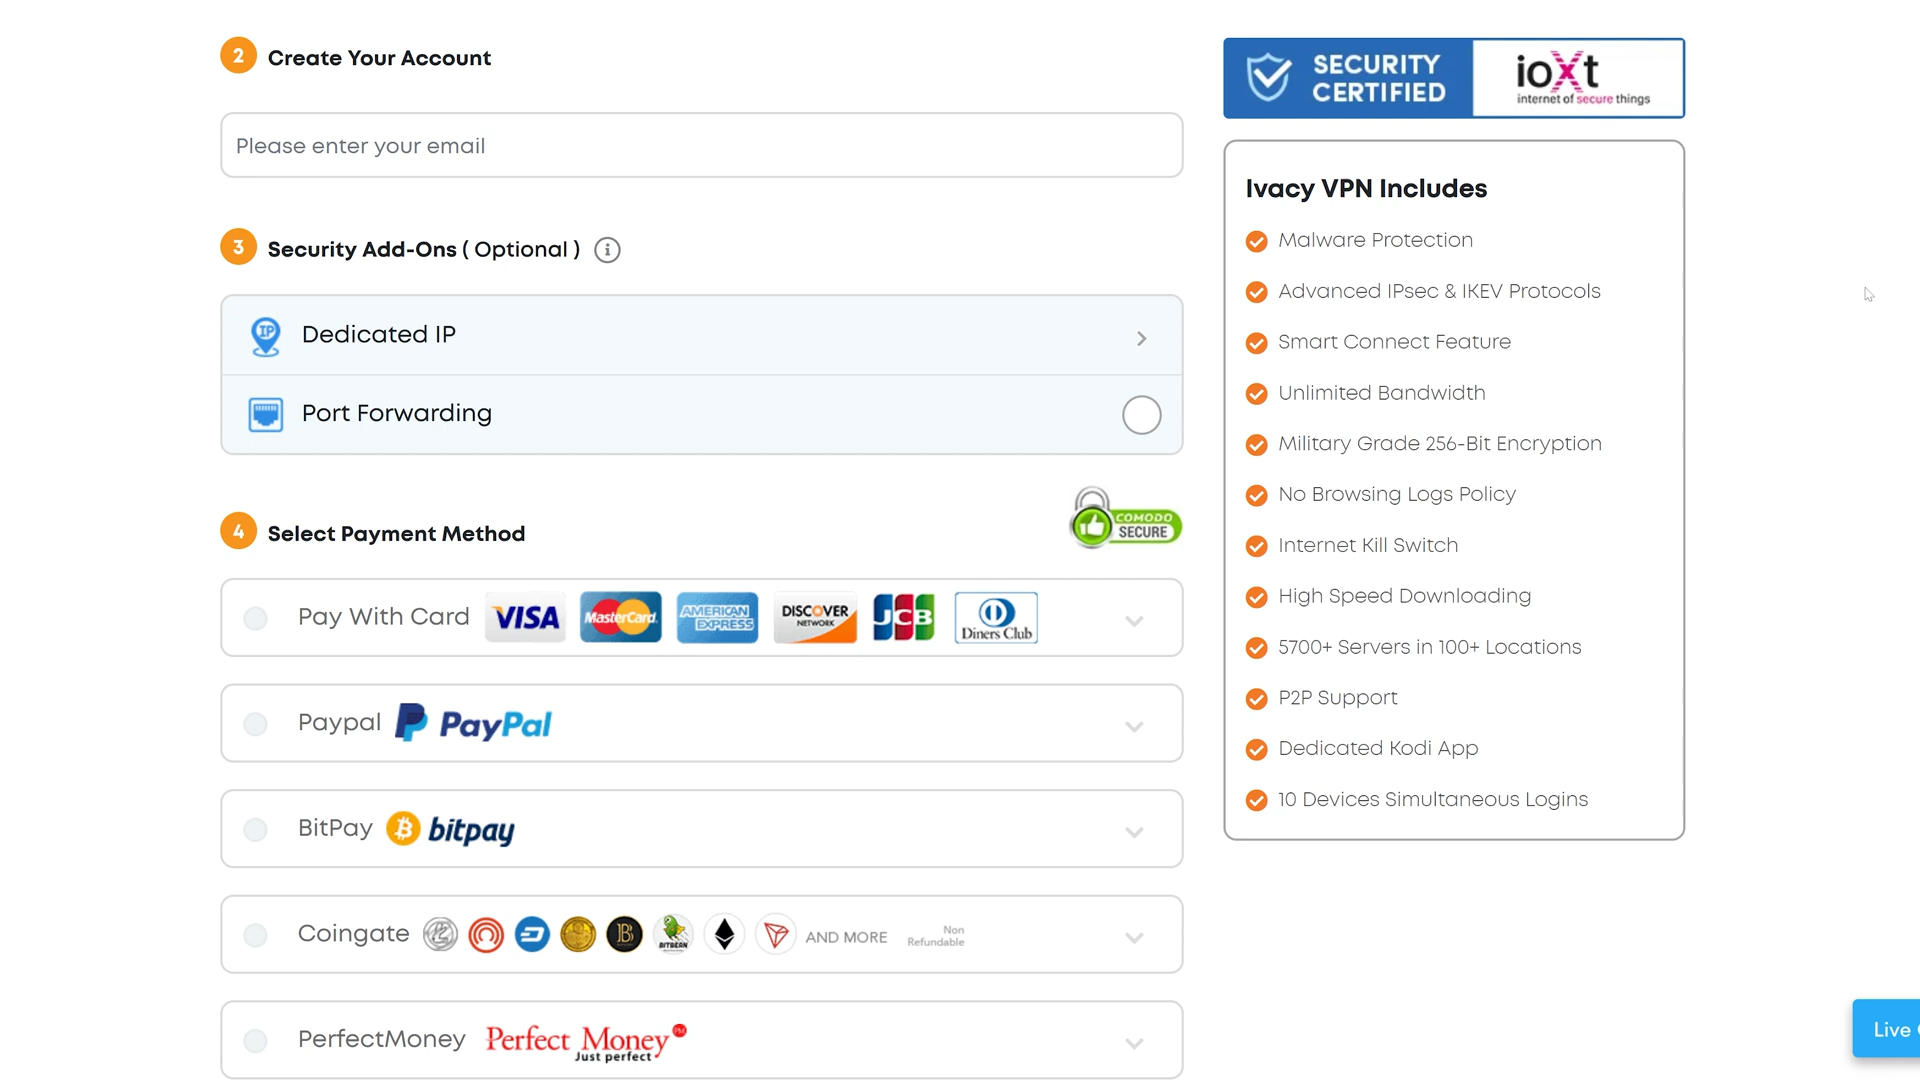 2 Create Your Account
Please enter your email
3 Security Add-Ons ( Optional ) i
IP Dedicated IP
Port Forwarding
4 Select Payment Method
COMODO
SECURE
Pay With Card VISA MasterCard AMERICAN EXPRESS DISCOVER NETWORK JCB Diners Club
Paypal PayPal
BitPay bitpay
Coingate BITBEAN AND MORE Non Refundable
PerfectMoney Perfect Money PM
Just perfect
SECURITY
CERTIFIED
ioXt
internet of secure things
Ivacy VPN Includes
Malware Protection
Advanced IPsec & IKEV Protocols
Smart Connect Feature
Unlimited Bandwidth
Military Grade 256-Bit Encryption
No Browsing Logs Policy
Internet Kill Switch
High Speed Downloading
5700+ Servers in 100+ Locations
P2P Support
Dedicated Kodi App
10 Devices Simultaneous Logins
Live